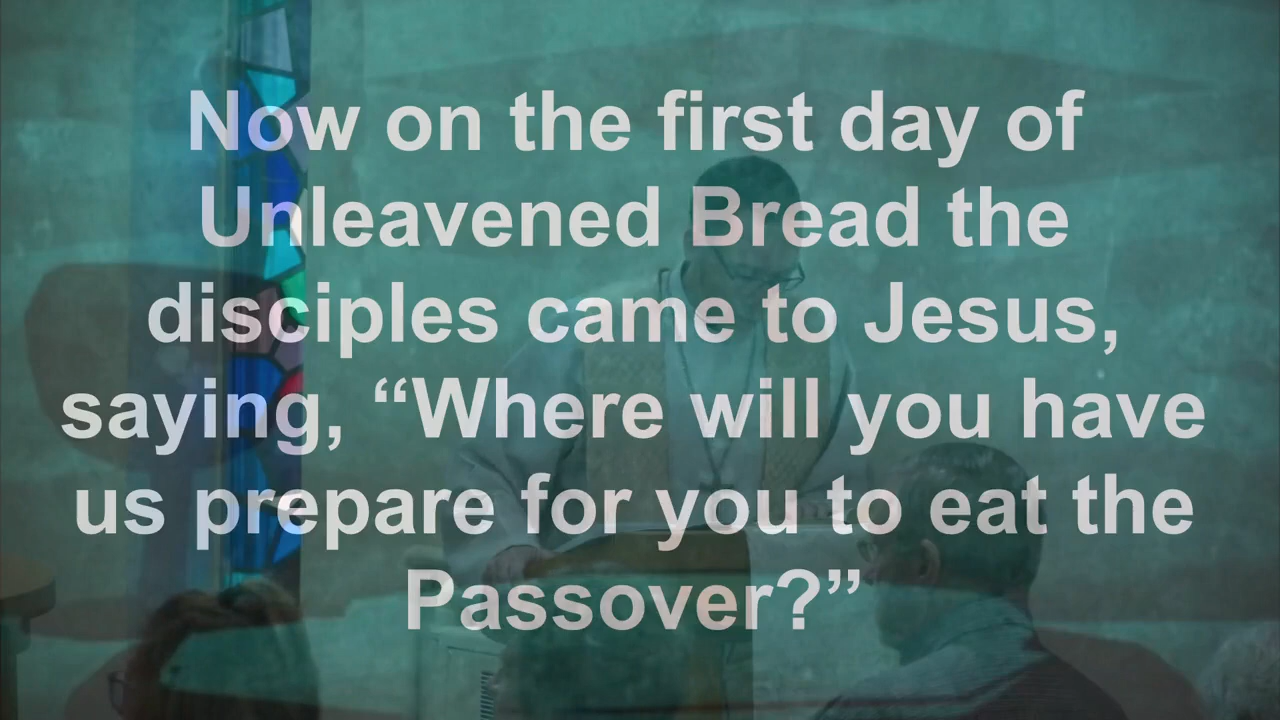 Now on the first day of
Unleavened Bread the
disciples came to Jesus,
saying, “Where will you have
us prepare for you to eat the
Passover?”